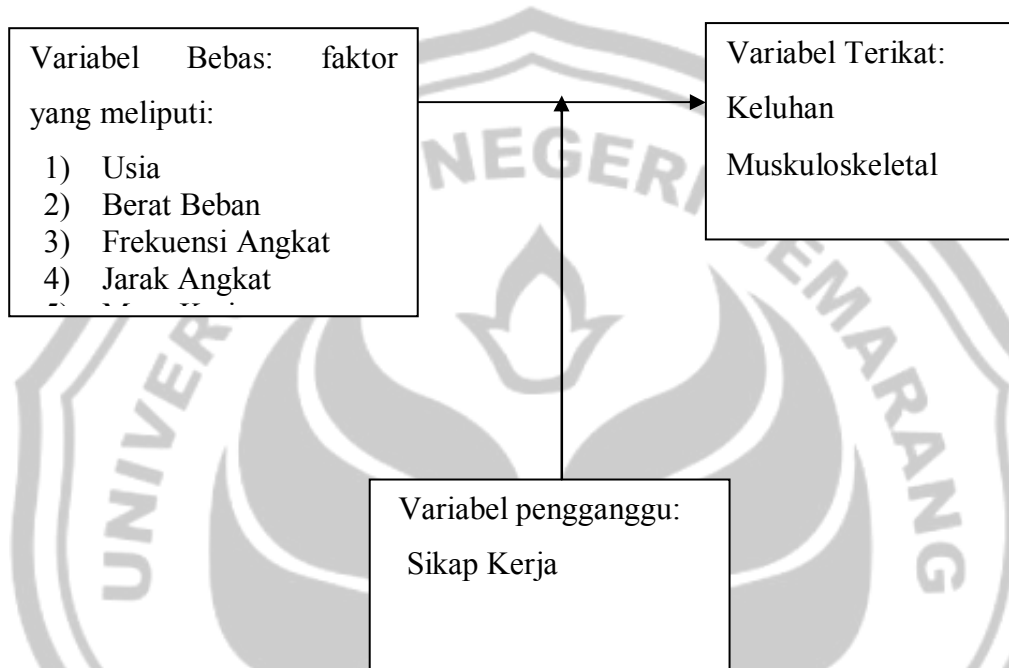 Variabel Bebas: faktor
yang meliputi:
1) Usia
2) Berat Beban
3) Frekuensi Angkat
4) Jarak Angkat
Variabel Terikat:
Keluhan
Muskuloskeletal
Variabel pengganggu:
Sikap Kerja
NEGERI SEMARANG